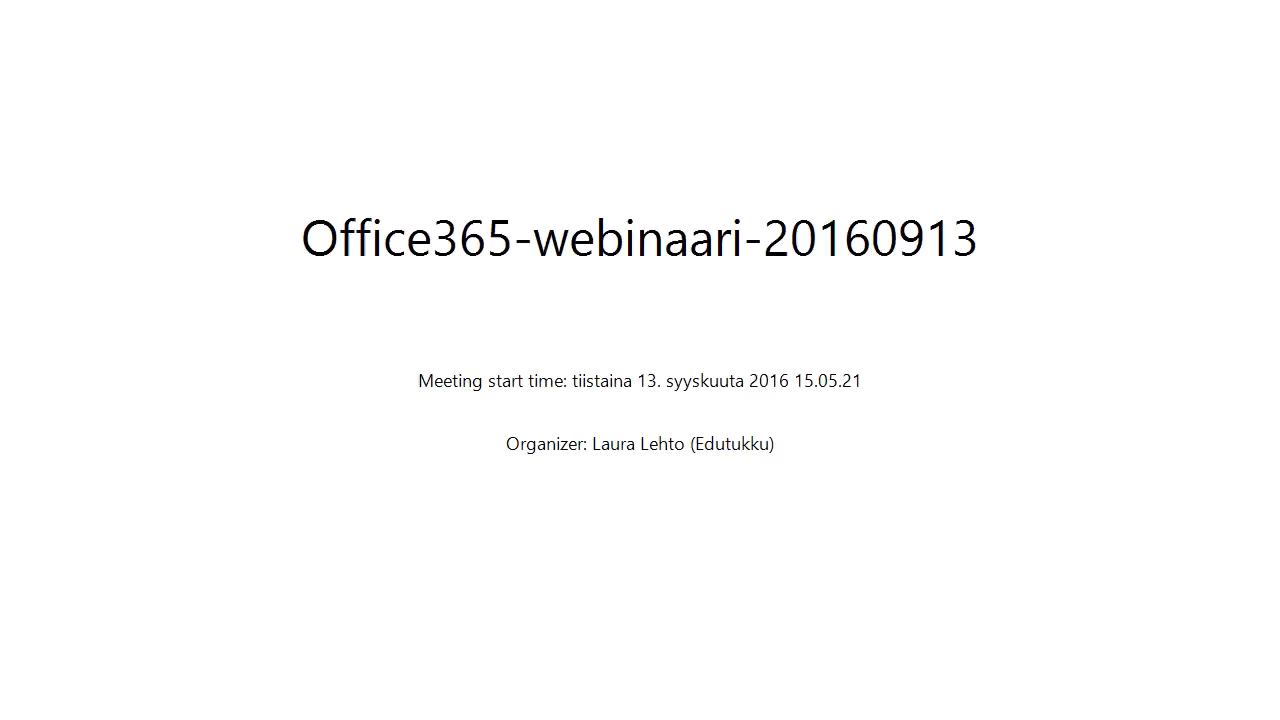 Office365-webinaari-20160913
Meeting start time: tiistaina 13. syyskuuta 2016 15.05.21
Organizer: Laura Lehto (Edutukku)